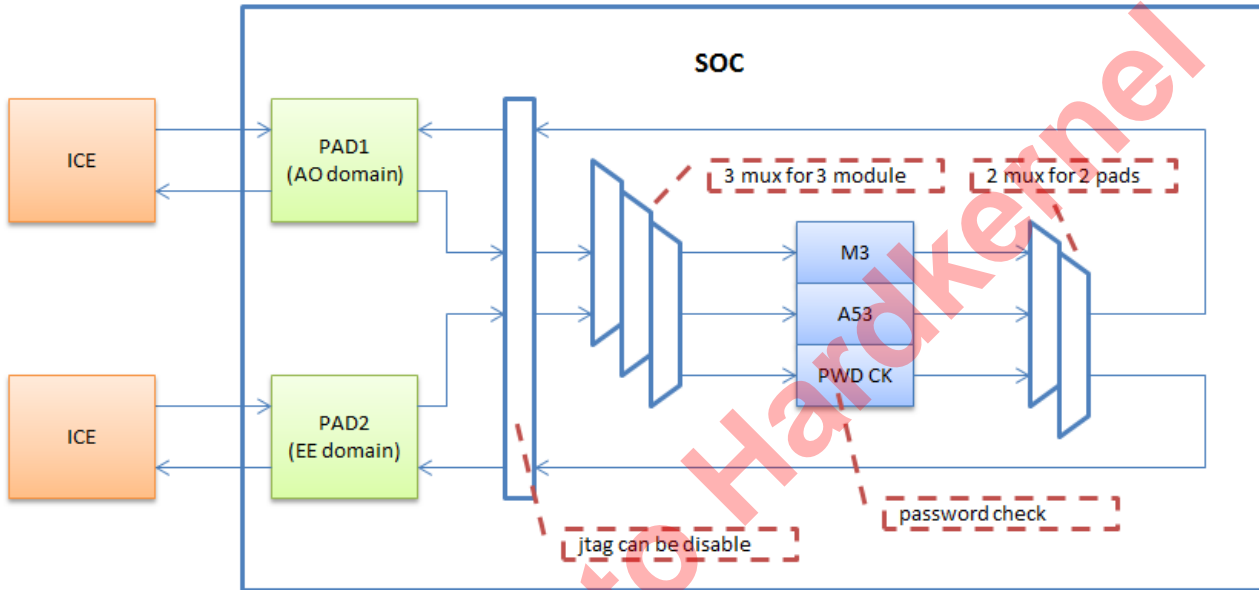 SOC
ICE
PAD1
(AO domain)
3 mux for 3 module
2 mux for 2 pads
M3
A53
PWD CK
ICE
PAD2
(EE domain)
password check
jtag can be disable
to Hardkernel